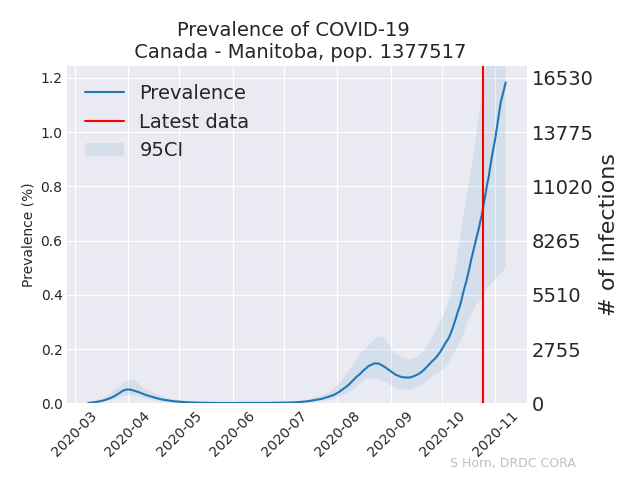 Prevalence of COVID-19
Canada - Manitoba, pop. 1377517
Prevalence
Latest data
95CI
Prevalence (%)
1.2
1.0
0.8
0.6
0.4
0.2
0.0
16530
13775
11020
8265
5510
2755
0
# of infections
2020-03
2020-04
2020-05
2020-06
2020-07
2020-08
2020-09
2020-10
2020-11
S Horn, DRDC CORA